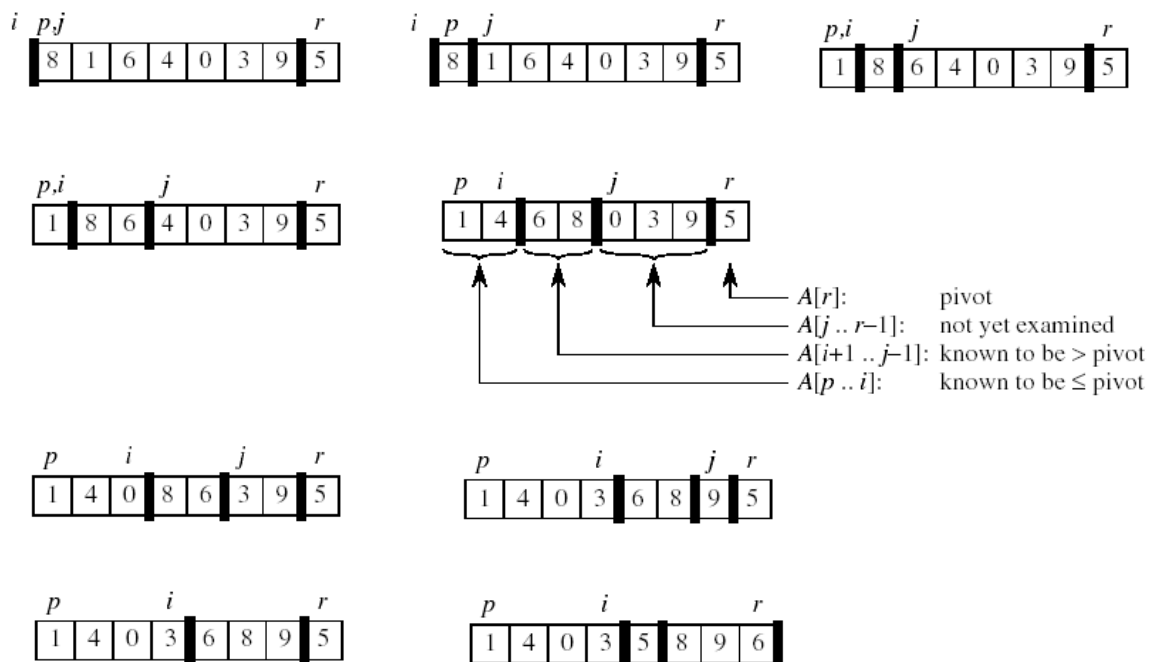 i p,j r
8 1 6 4 0 3 9 5
i p j r
8 1 6 4 0 3 9 5
p,i j r
1 8 6 4 0 3 9 5
p,i j r
1 8 6 4 0 3 9 5
p i j r
1 4 6 8 0 3 9 5
A[r]: pivot
A[j .. r–1]: not yet examined
A[i+1 .. j–1]: known to be > pivot
A[p .. i]: known to be ≤ pivot
p i j r
1 4 0 8 6 3 9 5
p i j r
1 4 0 3 6 8 9 5
p i r
1 4 0 3 6 8 9 5
p i r
1 4 0 3 5 8 9 6